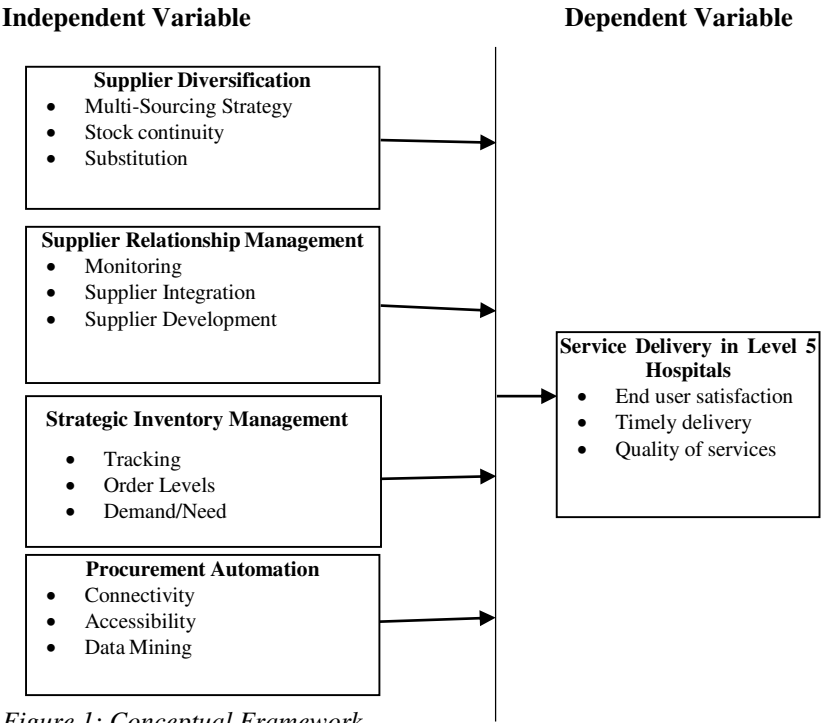 Independent Variable
Dependent Variable
Supplier Diversification
• Multi-Sourcing Strategy
• Stock continuity
• Substitution
Supplier Relationship Management
• Monitoring
• Supplier Integration
• Supplier Development
Strategic Inventory Management
• Tracking
• Order Levels
• Demand/Need
Procurement Automation
• Connectivity
• Accessibility
• Data Mining
Service Delivery in Level 5
Hospitals
• End user satisfaction
• Timely delivery
• Quality of services
Figure 1: Conceptual Framework